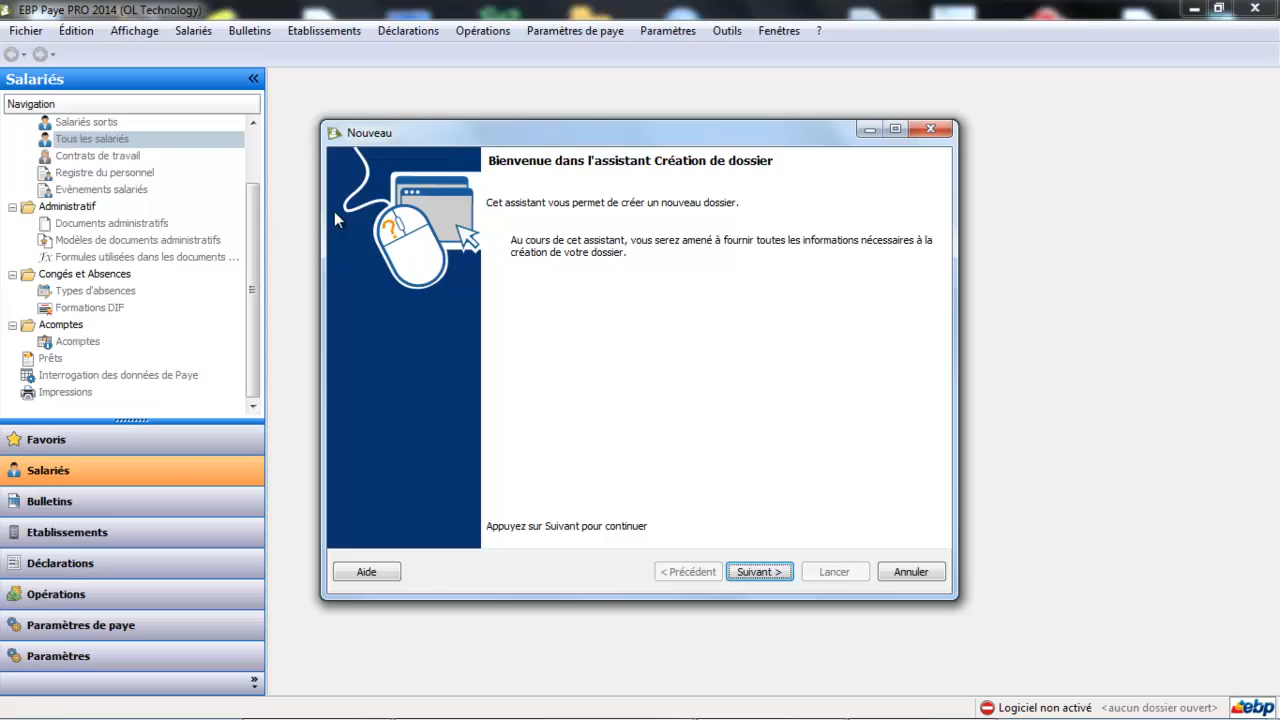 EBP Paye PRO 2014 (OL Technology)
Fichier Édition Affichage Salariés Bulletins Etablissements Déclarations Opérations Paramètres de paye Paramètres Outils Fenêtres ?
Salariés
Navigation
Salariés sortis
Tous les salariés
Contrats de travail
Registre du personnel
Evènements salariés
Administratif
Documents administratifs
Modèles de documents administratifs
Formules utilisées dans les documents ...
Congés et Absences
Types d'absences
Formations DIF
Acomptes
Acomptes
Prêts
Interrogation des données de Paye
Impressions
Favoris
Salariés
Bulletins
Etablissements
Déclarations
Opérations
Paramètres de paye
Paramètres
Nouveau
Bienvenue dans l'assistant Création de dossier
Cet assistant vous permet de créer un nouveau dossier.
Au cours de cet assistant, vous serez amené à fournir toutes les informations nécessaires à la
création de votre dossier.
Appuyez sur Suivant pour continuer
Aide < Précédent Suivant > Lancer Annuler
Logiciel non activé <aucun dossier ouvert> ebp